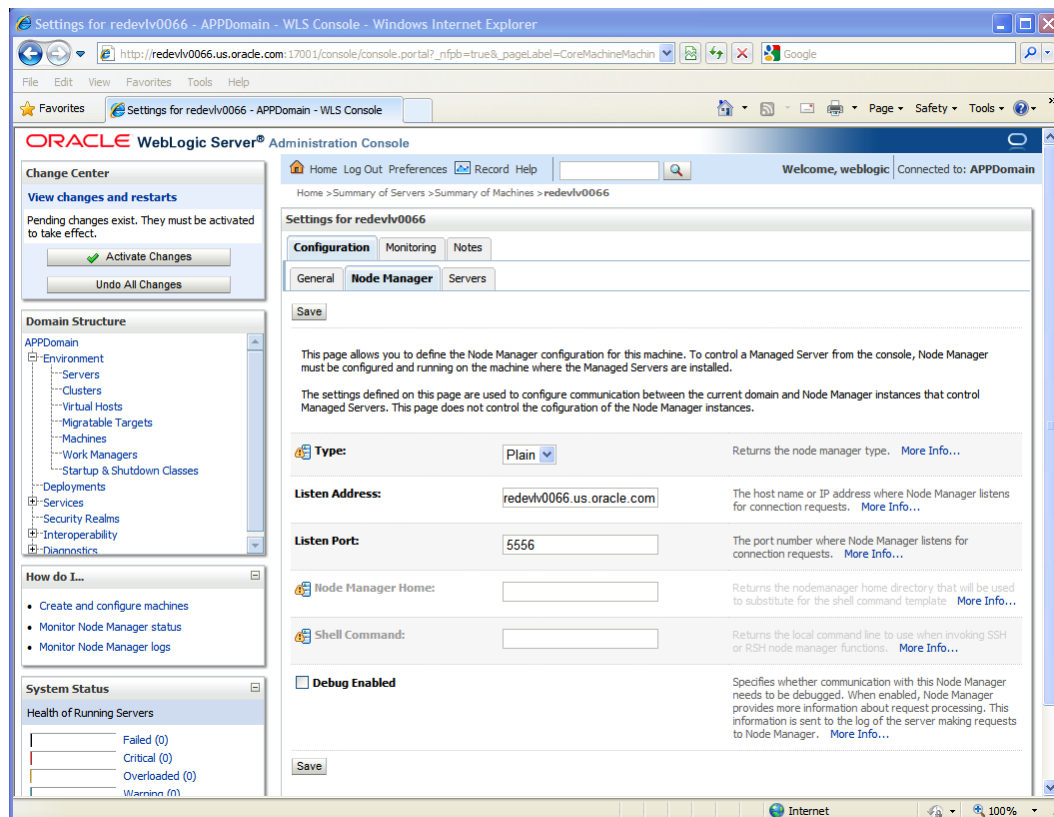 Settings for redevlv0066 - APPDomain - WLS Console - Windows Internet Explorer
http://redevlv0066.us.oracle.com:17001/console/console.portal?_nfpb=true&_pageLabel=CoreMachineMachin
Google
File Edit View Favorites Tools Help
Favorites
Settings for redevlv0066 - APPDomain - WLS Console
Page Safety Tools
ORACLE WebLogic Server® Administration Console
Change Center
View changes and restarts
Pending changes exist. They must be activated
to take effect.
Activate Changes
Undo All Changes
Domain Structure
APPDomain
Environment
Servers
Clusters
Virtual Hosts
Migratable Targets
Machines
Work Managers
Startup & Shutdown Classes
Deployments
Services
Security Realms
Interoperability
Diagnostics
How do I...
Create and configure machines
Monitor Node Manager status
Monitor Node Manager logs
System Status
Health of Running Servers
Failed (0)
Critical (0)
Overloaded (0)
Warning (0)
Home Log Out Preferences Record Help
Welcome, weblogic Connected to: APPDomain
Home >Summary of Servers >Summary of Machines >redevlv0066
Settings for redevlv0066
Configuration Monitoring Notes
General Node Manager Servers
Save
This page allows you to define the Node Manager configuration for this machine. To control a Managed Server from the console, Node Manager
must be configured and running on the machine where the Managed Servers are installed.
The settings defined on this page are used to configure communication between the current domain and Node Manager instances that control
Managed Servers. This page does not control the cofiguration of the Node Manager instances.
Type:
Plain
Returns the node manager type. More Info...
Listen Address:
redevlv0066.us.oracle.com
The host name or IP address where Node Manager listens
for connection requests. More Info...
Listen Port:
5556
The port number where Node Manager listens for
connection requests. More Info...
Node Manager Home:
Returns the nodemanager home directory that will be used
to substitute for the shell command template More Info...
Shell Command:
Returns the local command line to use when invoking SSH
or RSH node manager functions. More Info...
Debug Enabled
Specifies whether communication with this Node Manager
needs to be debugged. When enabled, Node Manager
provides more information about request processing. This
information is sent to the log of the server making requests
to Node Manager. More Info...
Save
Internet
100%